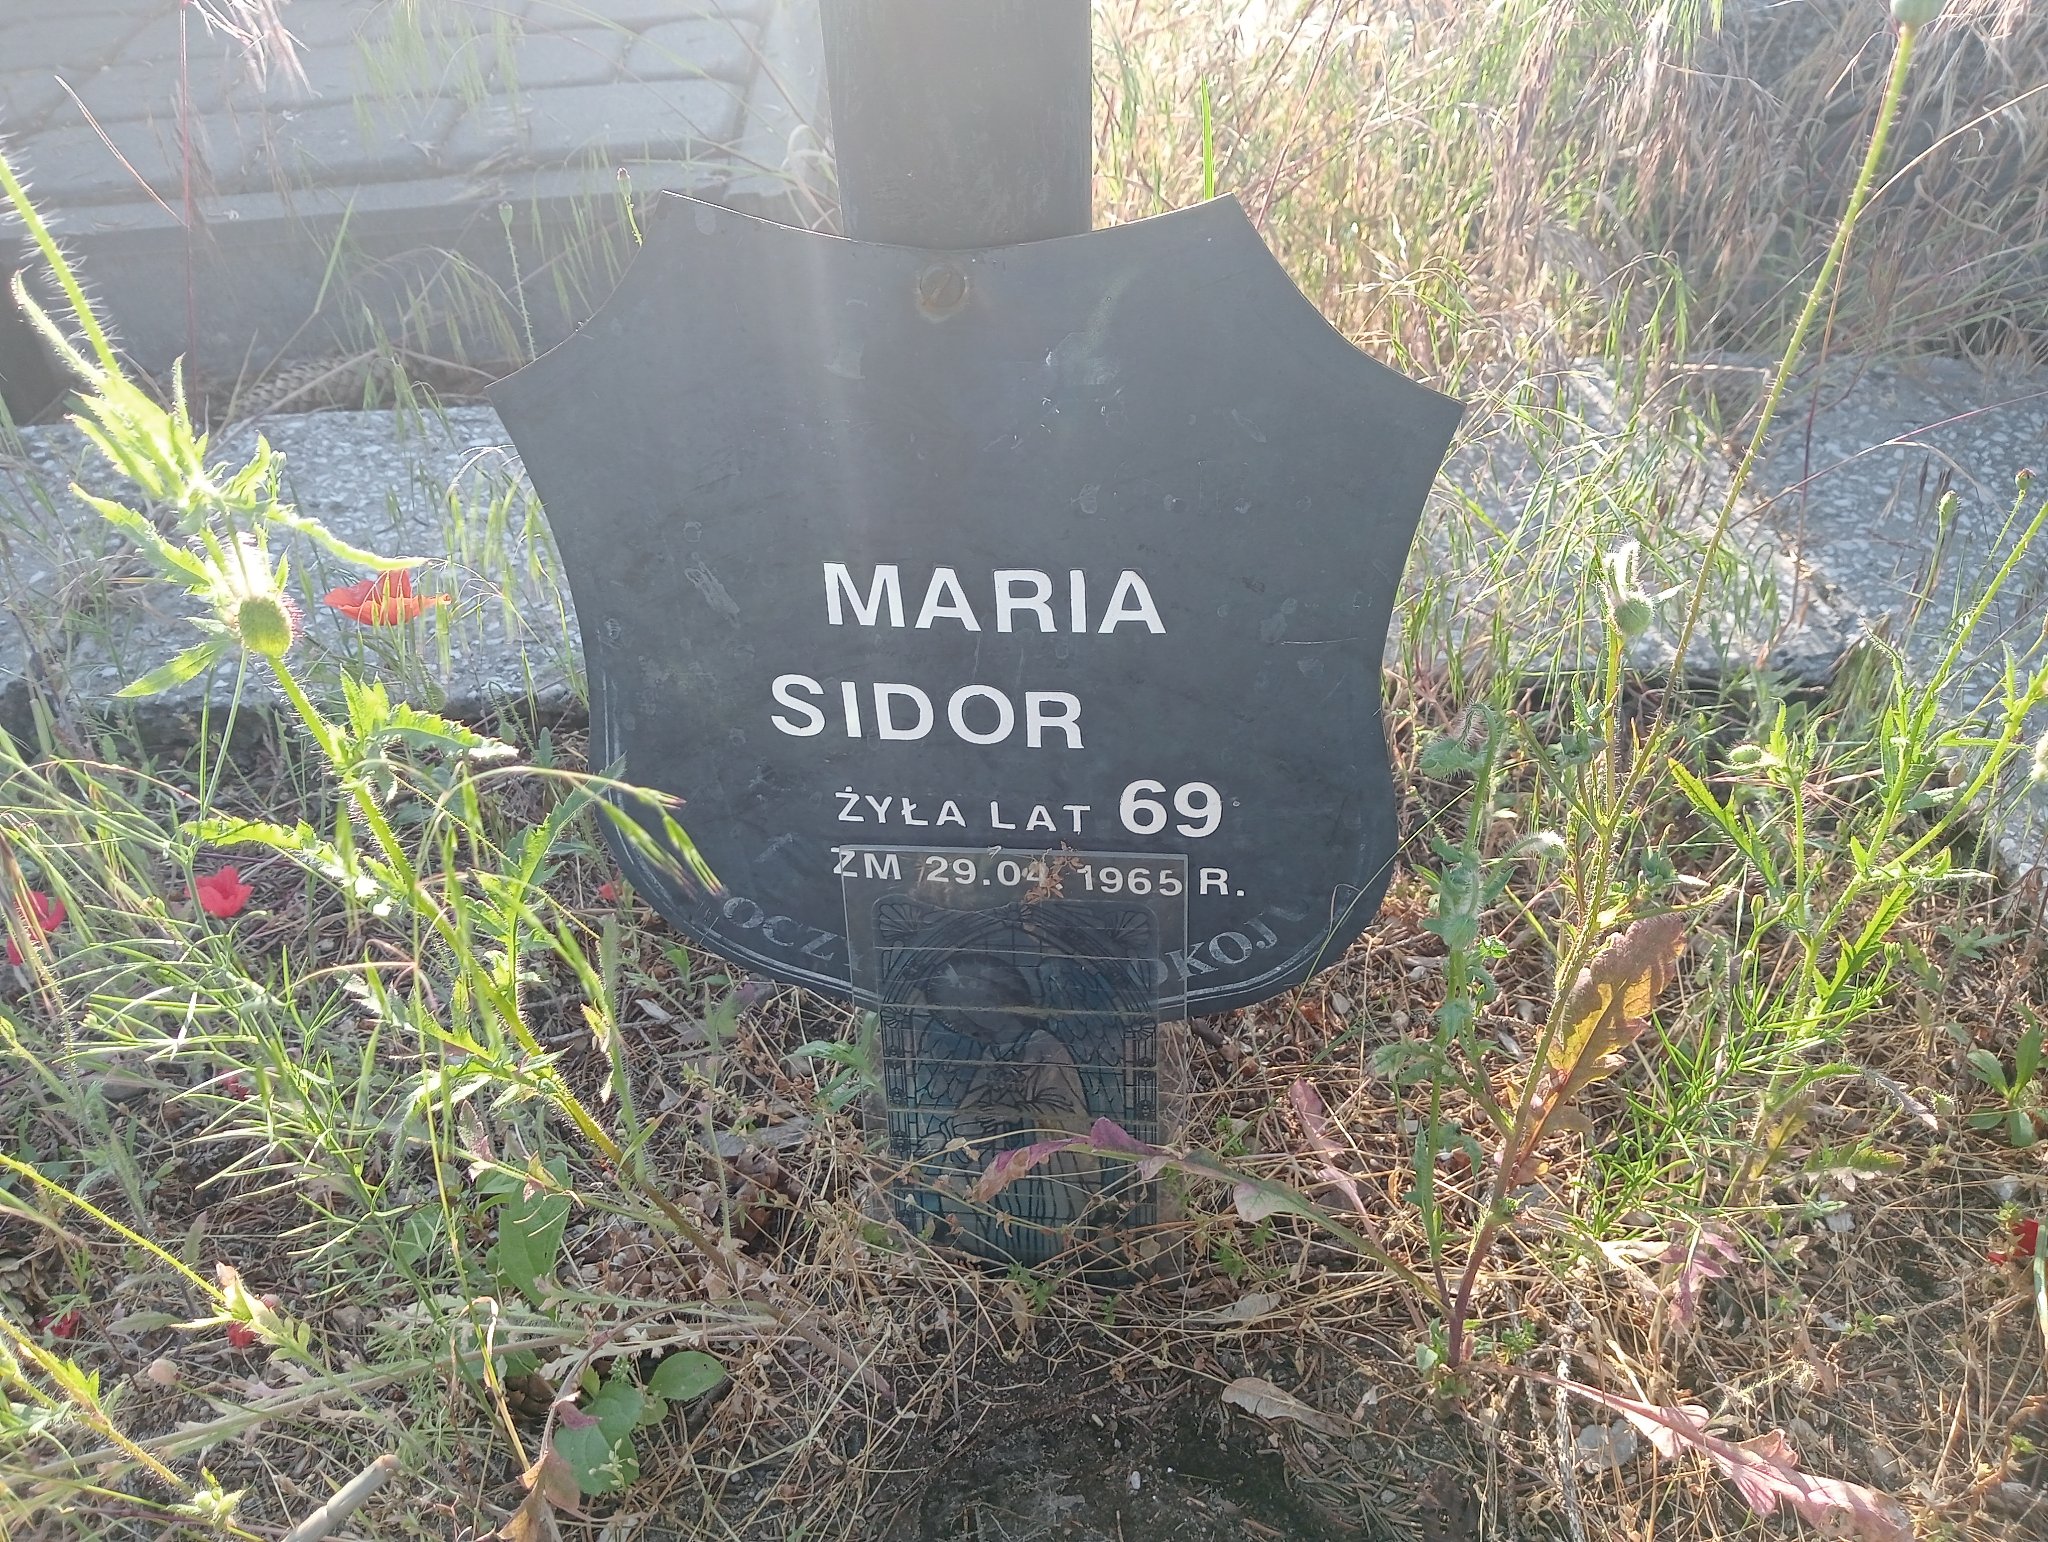 MARIA
SIDOR
ŻYŁA LAT 69
ZM 29.04.1965 R.